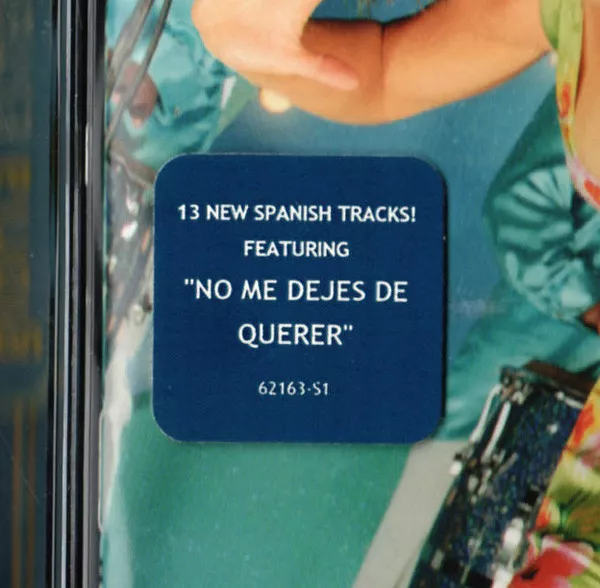 13 NEW SPANISH TRACKS!
FEATURING
"NO ME DEJES DE
QUERER"
62163-S1